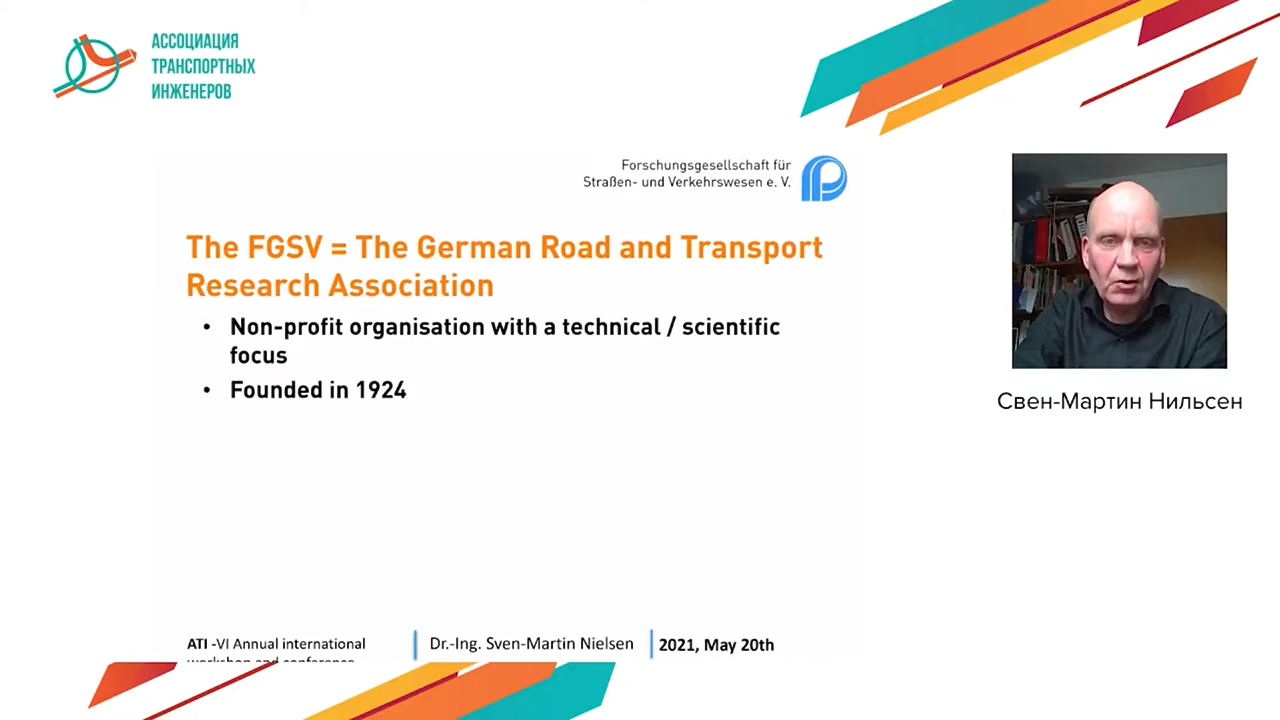 АССОЦИАЦИЯ
ТРАНСПОРТНЫХ
ИНЖЕНЕРОВ
Forschungsgesellschaft für
Straßen- und Verkehrswesen e. V.
The FGSV = The German Road and Transport
Research Association
• Non-profit organisation with a technical / scientific
focus
• Founded in 1924
Свен-Мартин Нильсен
ATI -VI Annual international
workshop and conference
Dr.-Ing. Sven-Martin Nielsen
2021, May 20th